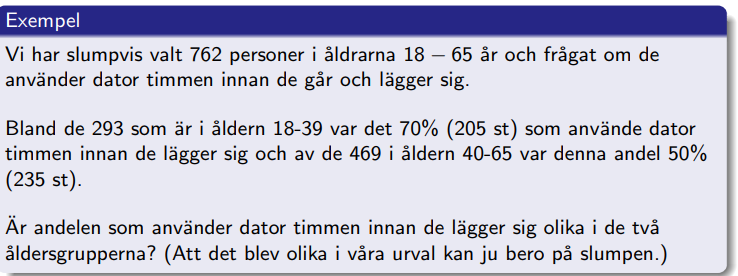 Exempel
Vi har slumpvis valt 762 personer i åldrarna 18 – 65 år och frågat om de
använder dator timmen innan de går och lägger sig.
Bland de 293 som är i åldern 18-39 var det 70% (205 st) som använde dator
timmen innan de lägger sig och av de 469 i åldern 40-65 var denna andel 50%
(235 st).
Är andelen som använder dator timmen innan de lägger sig olika i de två
åldersgrupperna? (Att det blev olika i våra urval kan ju bero på slumpen.)